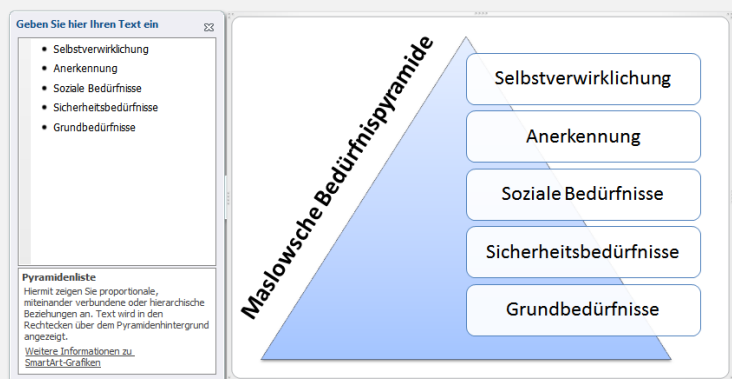 Geben Sie hier Ihren Text ein
Selbstverwirklichung
Anerkennung
Soziale Bedürfnisse
Sicherheitsbedürfnisse
Grundbedürfnisse
Pyramidenliste
Hiermit zeigen Sie proportionale,
miteinander verbundene oder hierarchische
Beziehungen an. Text wird in den
Rechtecken über dem Pyramidenhintergrund
angezeigt.
Weitere Informationen zu
SmartArt-Grafiken
Maslowsche Bedürfnispyramide
Selbstverwirklichung
Anerkennung
Soziale Bedürfnisse
Sicherheitsbedürfnisse
Grundbedürfnisse